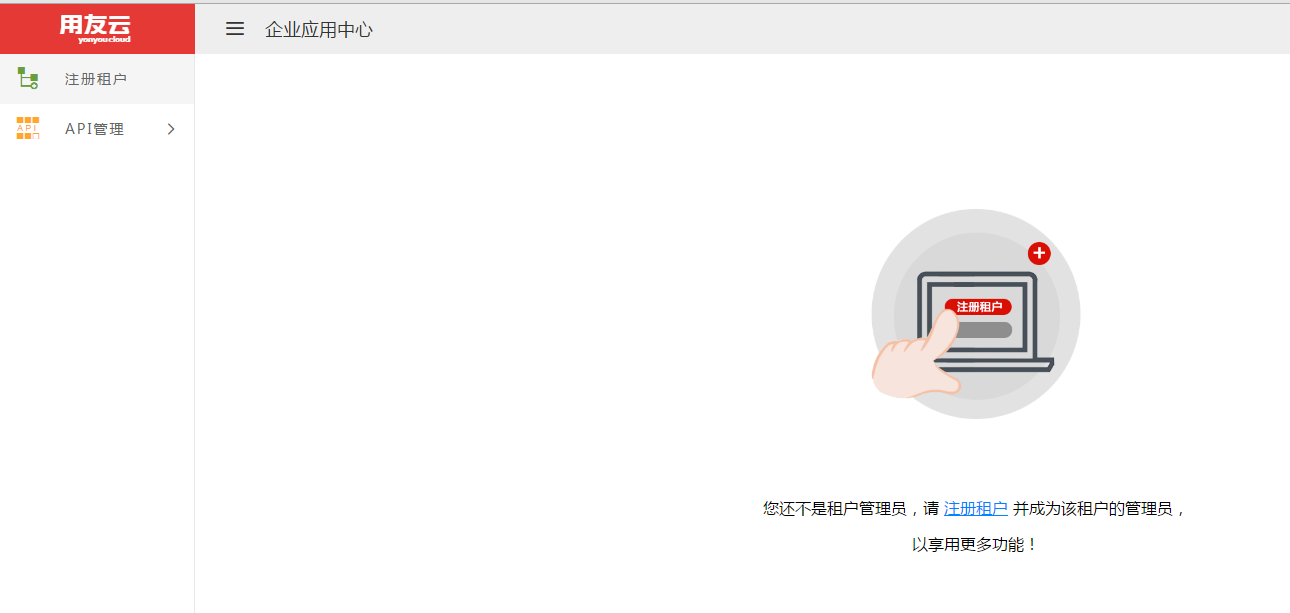 用友云
yonyou cloud
企业应用中心
注册租户
API管理
注册租户
您还不是租户管理员，请 注册租户 并成为该租户的管理员，
以享用更多功能！